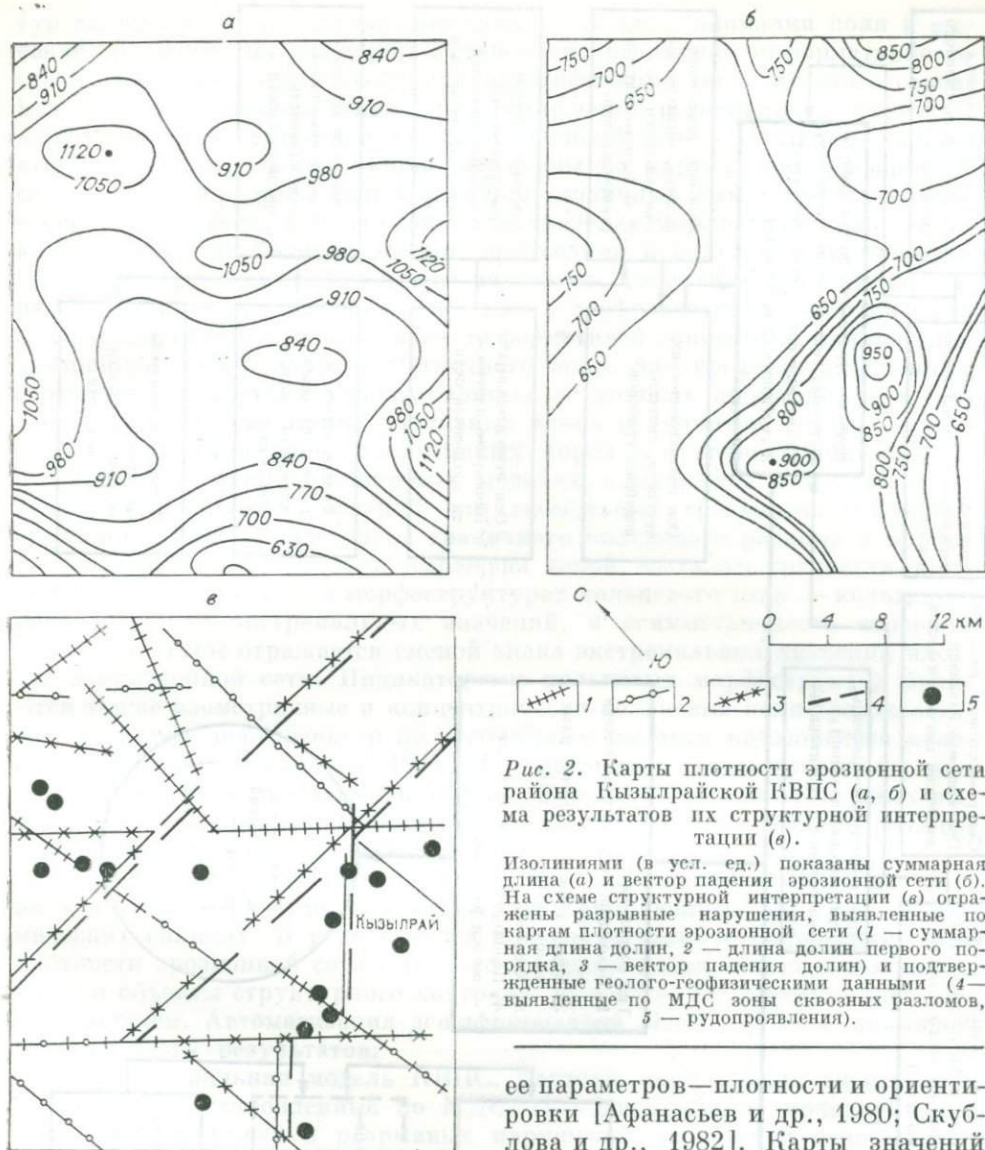 а
840
910
840
910
1120
1050
910
980
1050
980
1120
1050
910
840
1050
980
1050
1120
980
910
840
770
700
630
б
750
700
650
750
850
800
750
700
700
750
700
650
700
650
750
950
800
900
850
900
850
800
750
700
650
в
Кызылрай
С
Ю
0 4 8 12 км
1 2 3 4 5
Рис. 2. Карты плотности эрозионной сети
района Кызылрайской КВПС (а, б) и схе-
ма результатов их структурной интерпре-
тации (в).
Изолиниями (в усл. ед.) показаны суммарная
длина (а) и вектор падения эрозионной сети (б).
На схеме структурной интерпретации (в) отра-
жены разрывные нарушения, выявленные по
картам плотности эрозионной сети (1 — суммар-
ная длина долин, 2 — длина долин первого по-
рядка, 3 — вектор падения долин) и подтвер-
жденные геолого-геофизическими данными (4—
выявленные по МДС зоны сквозных разломов,
5 — рудопроявления).
ее параметров—плотности и ориенти-
ровки [Афанасьев и др., 1980; Скуб-
лова и др., 1982]. Карты значений